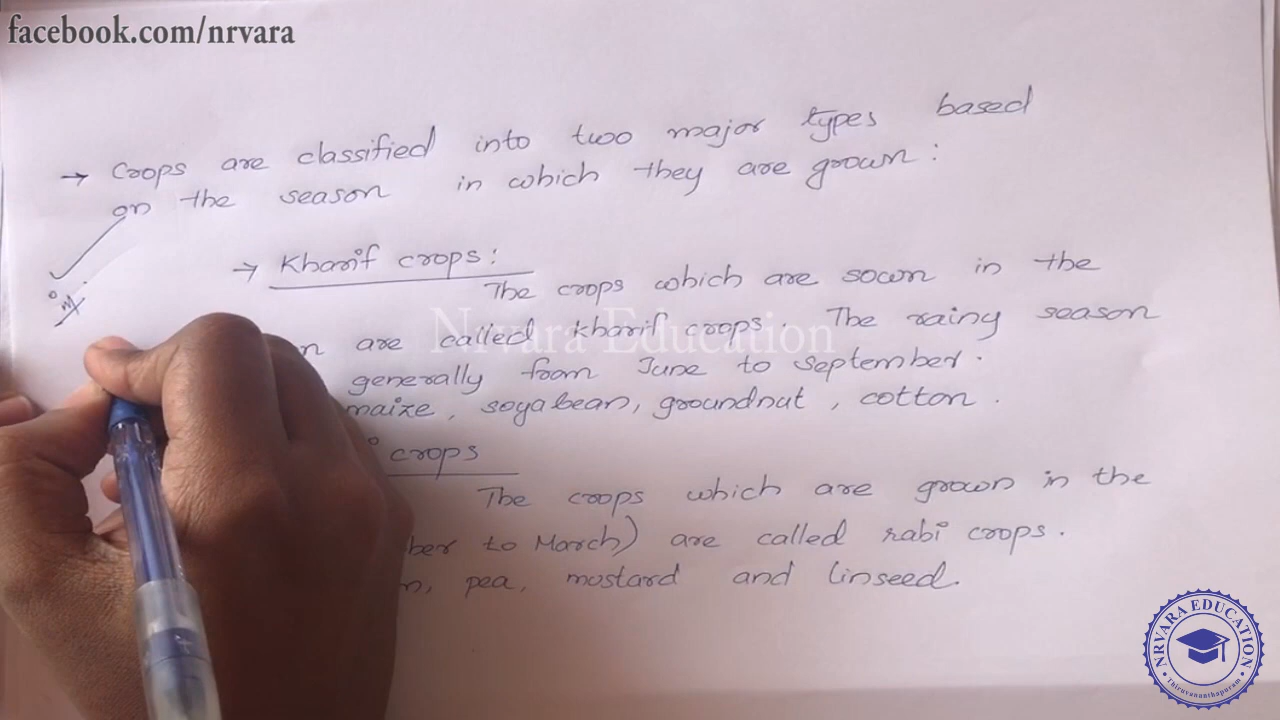 facebook.com/nrvara
→ Crops are classified into two major types based
on the season in which they are grown:
→ Kharif crops:
The crops which are sown in the
are called kharif crops. The rainy season
generally from June to september.
maize, soyabean, groundnut, cotton.
crops
The crops which are grown in the
to March) are called rabi crops.
pea, mustard and linseed.
Nrvara Education
NRVARA EDUCATION
Thiruvananthapuram